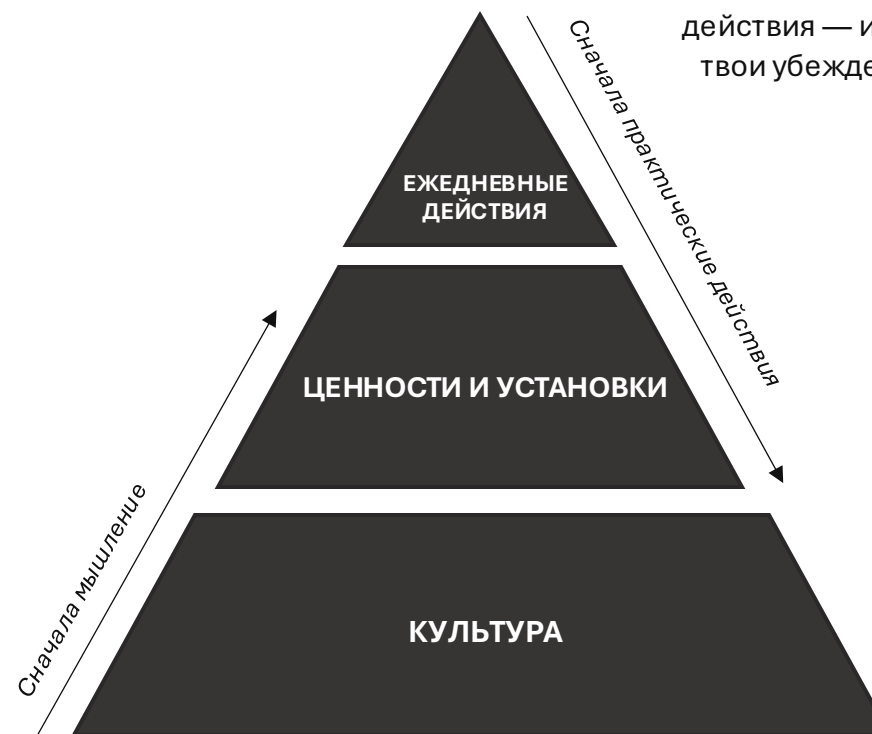 действия — и
твои убежде
Сначала практические действия
ЕЖЕДНЕВНЫЕ
ДЕЙСТВИЯ
ЦЕННОСТИ И УСТАНОВКИ
Сначала мышление
КУЛЬТУРА